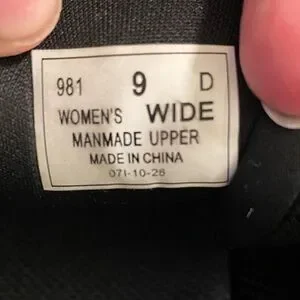 981 9 D
WOMEN'S WIDE
MANMADE UPPER
MADE IN CHINA
071-10-26